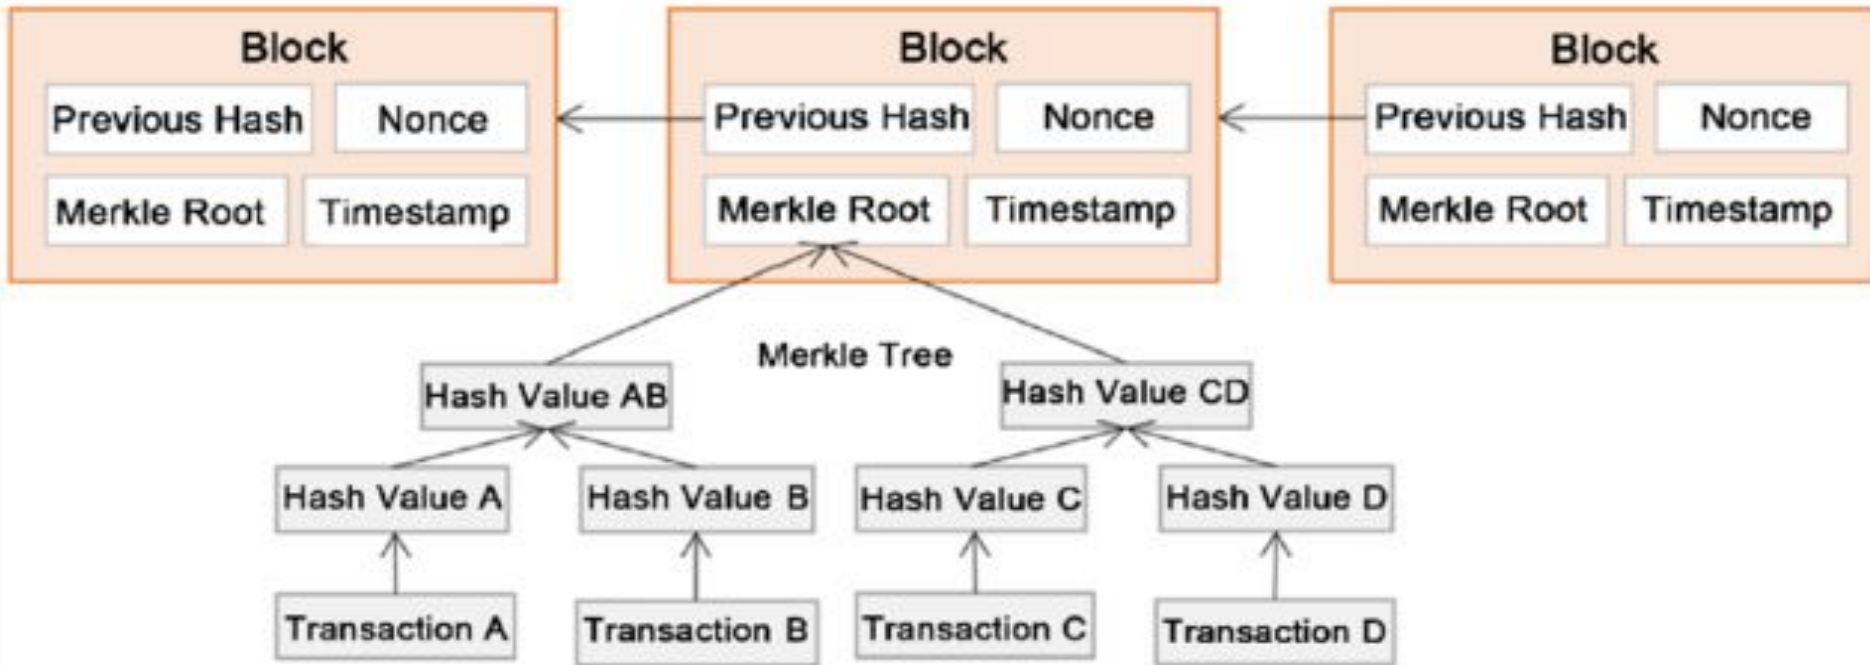 Block Block Block
Previous Hash Nonce Previous Hash Nonce Previous Hash Nonce
Merkle Root Timestamp Merkle Root Timestamp Merkle Root Timestamp
Merkle Tree
Hash Value AB Hash Value CD
Hash Value A Hash Value B Hash Value C Hash Value D
Transaction A Transaction B Transaction C Transaction D